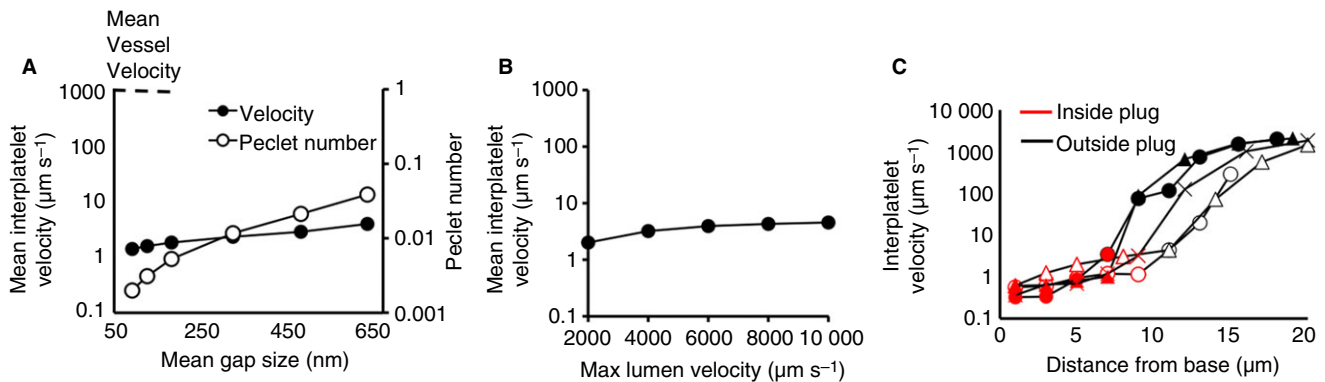 Mean
Vessel
Velocity
A
1000
100
10
1
0.1
Mean interplatelet
velocity (μm s⁻¹)
50
250
450
650
Mean gap size (nm)
Velocity
Peclet number
1
0.1
0.01
0.001
Peclet number
B
1000
100
10
1
0.1
Mean interplatelet
velocity (μm s⁻¹)
2000
4000
6000
8000
10 000
Max lumen velocity (μm s⁻¹)
C
10 000
1000
100
10
1
0.1
Interplatelet
velocity (μm s⁻¹)
Inside plug
Outside plug
0
5
10
15
20
Distance from base (μm)